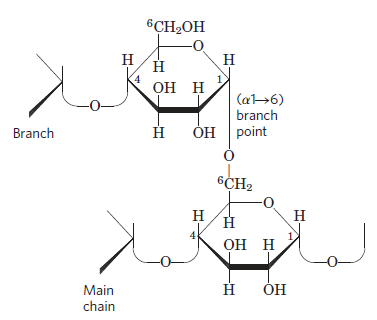 ⁶CH₂OH
O
H H H
4 1
OH H
O
(α1→6)
branch
point
Branch
H OH
O
⁶CH₂
O
H H H
4 1
OH H
O O
Main
chain
H OH